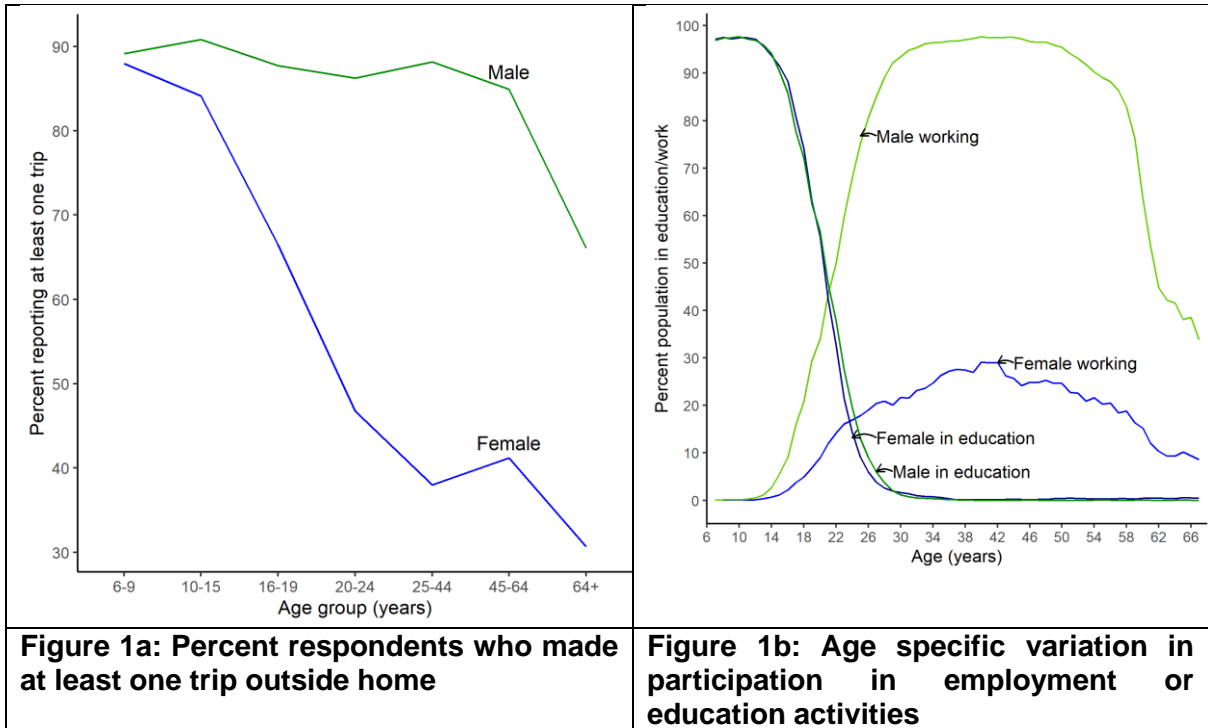 Percent reporting at least one trip
90
80
70
60
50
40
30
Male
Female
6-9 10-15 16-19 20-24 25-44 45-64 64+
Age group (years)
Percent population in education/work
100
90
80
70
60
50
40
30
20
10
0
Male working
Female working
Female in education
Male in education
6 10 14 18 22 26 30 34 38 42 46 50 54 58 62 66
Age (years)
Figure 1a: Percent respondents who made
at least one trip outside home
Figure 1b: Age specific variation in
participation in employment or
education activities